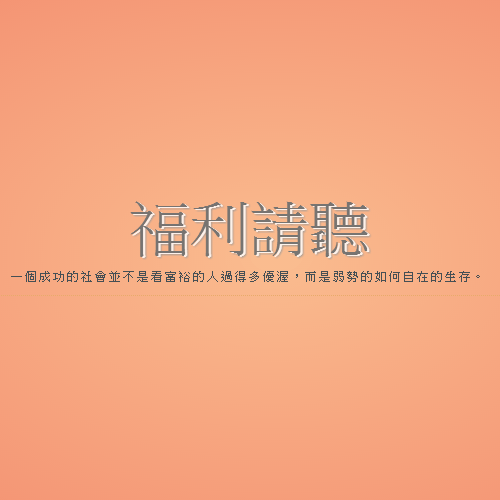 福利請聽
一個成功的社會並不是看富裕的人過得多優渥，而是弱勢的如何自在的生存。